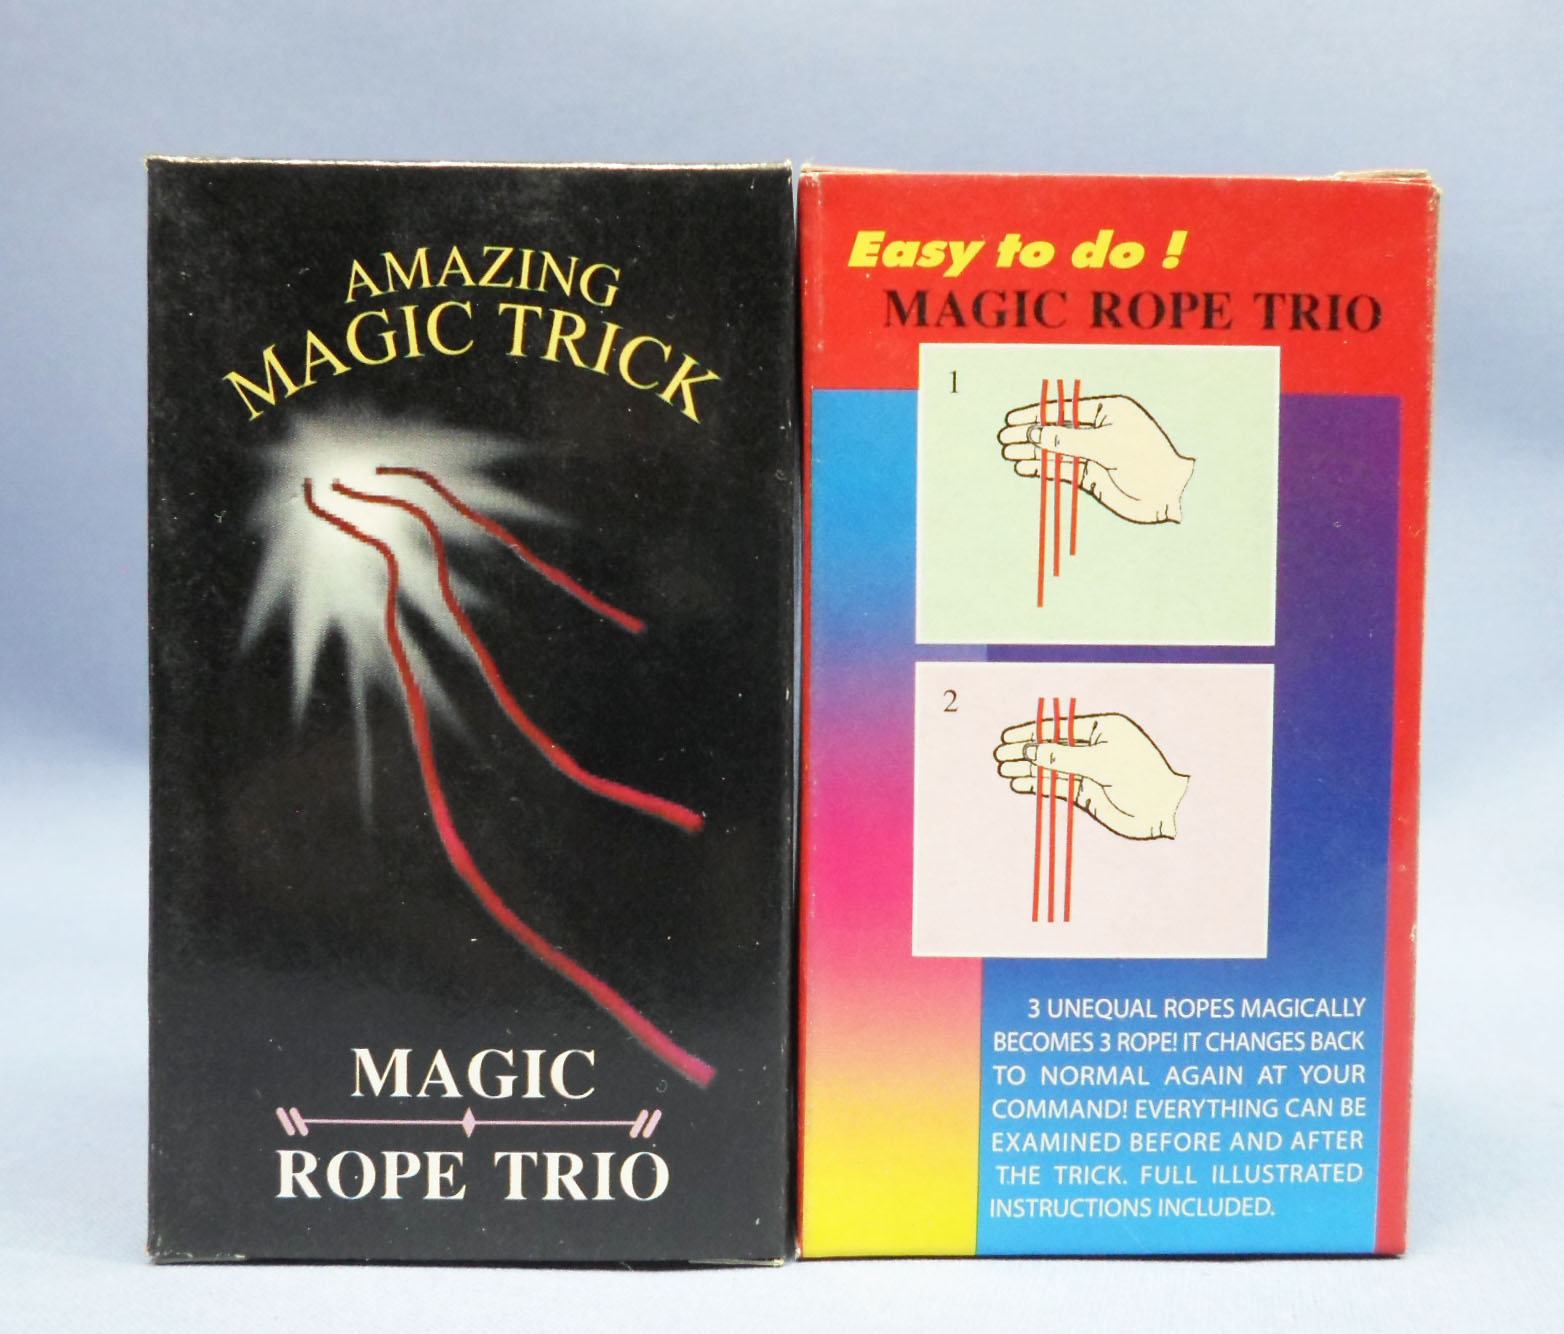 AMAZING
MAGIC TRICK
MAGIC
ROPE TRIO
Easy to do !
MAGIC ROPE TRIO
1
2
3 UNEQUAL ROPES MAGICALLY
BECOMES 3 ROPE! IT CHANGES BACK
TO NORMAL AGAIN AT YOUR
COMMAND! EVERYTHING CAN BE
EXAMINED BEFORE AND AFTER
THE TRICK. FULL ILLUSTRATED
INSTRUCTIONS INCLUDED.